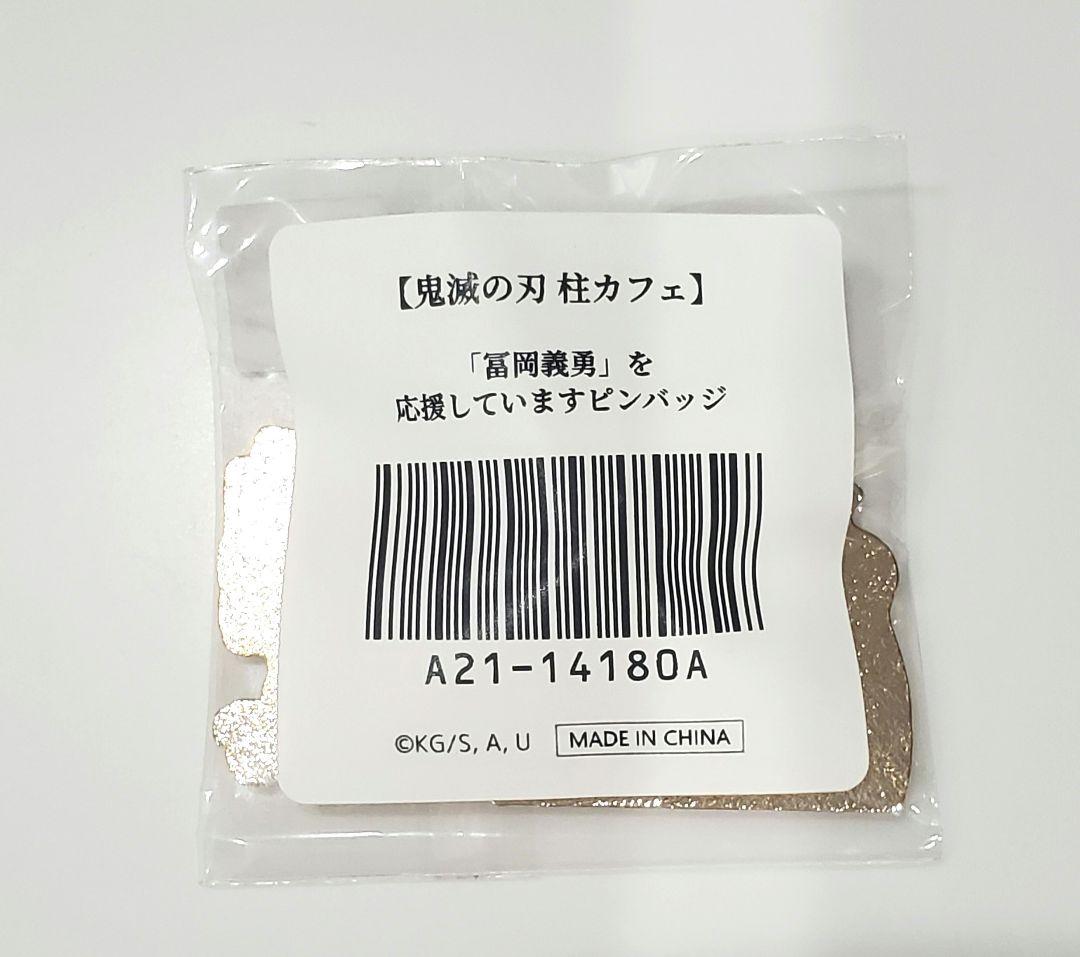 【鬼滅の刃 柱カフェ】
「冨岡義勇」を
応援していますピンバッジ
A21-14180A
©KG/S, A, U
MADE IN CHINA